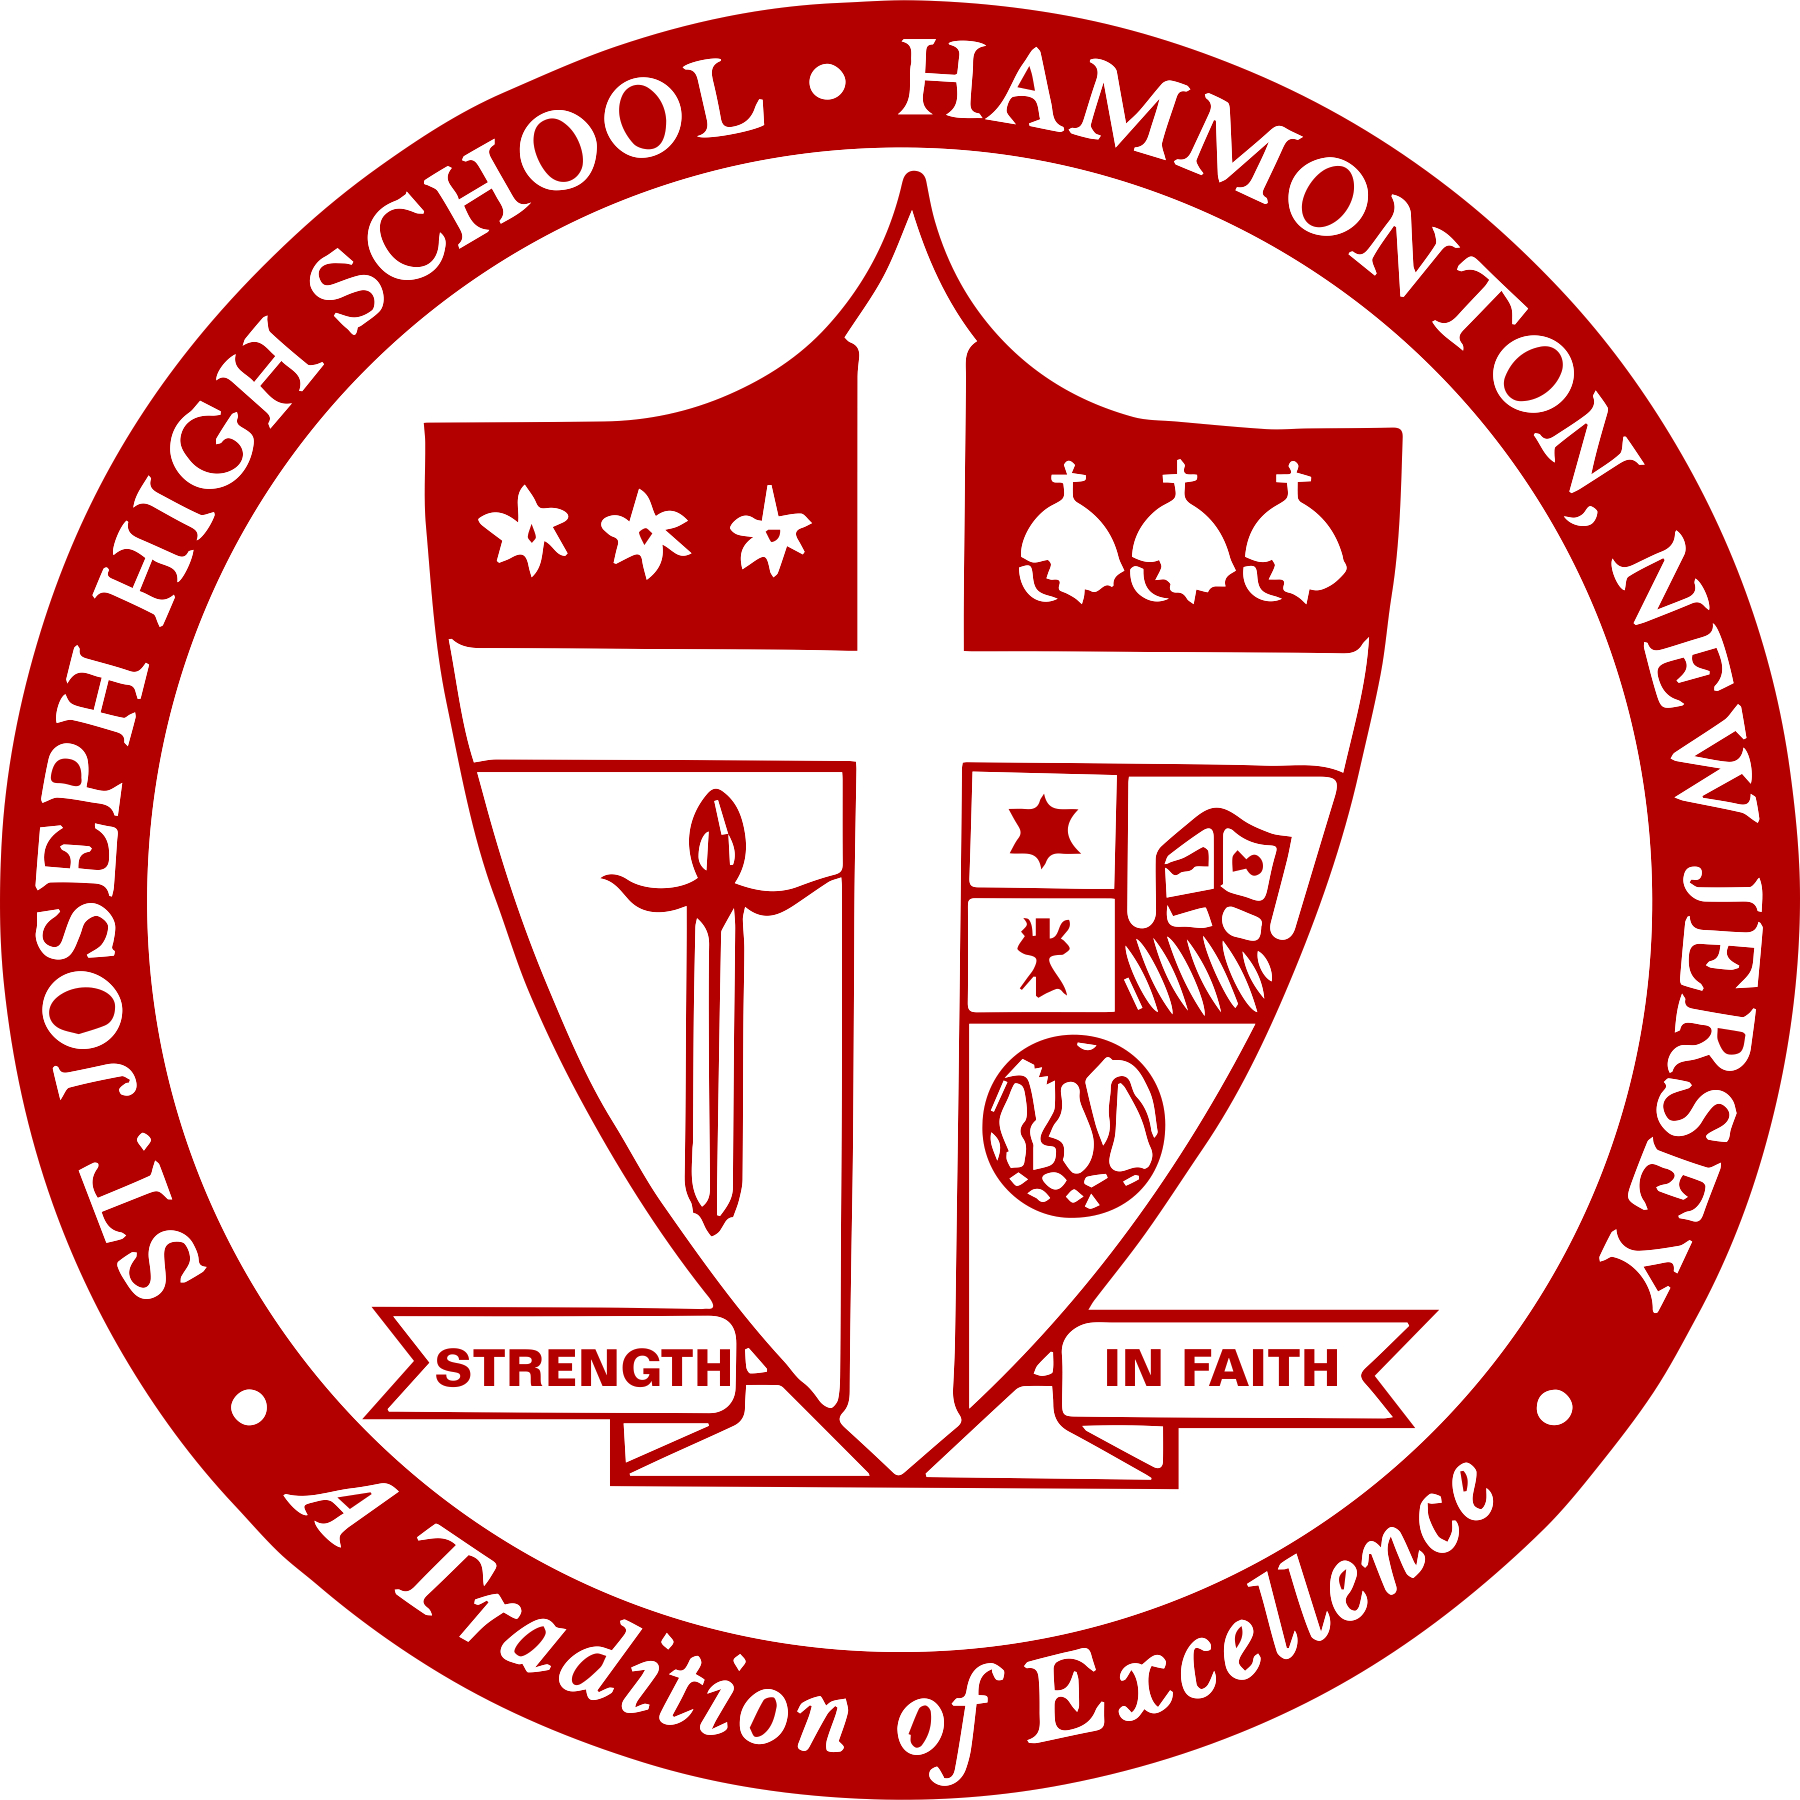 ST. JOSEPH HIGH SCHOOL • HAMMONTON, NEW JERSEY
STRENGTH IN FAITH
• A Tradition of Excellence •